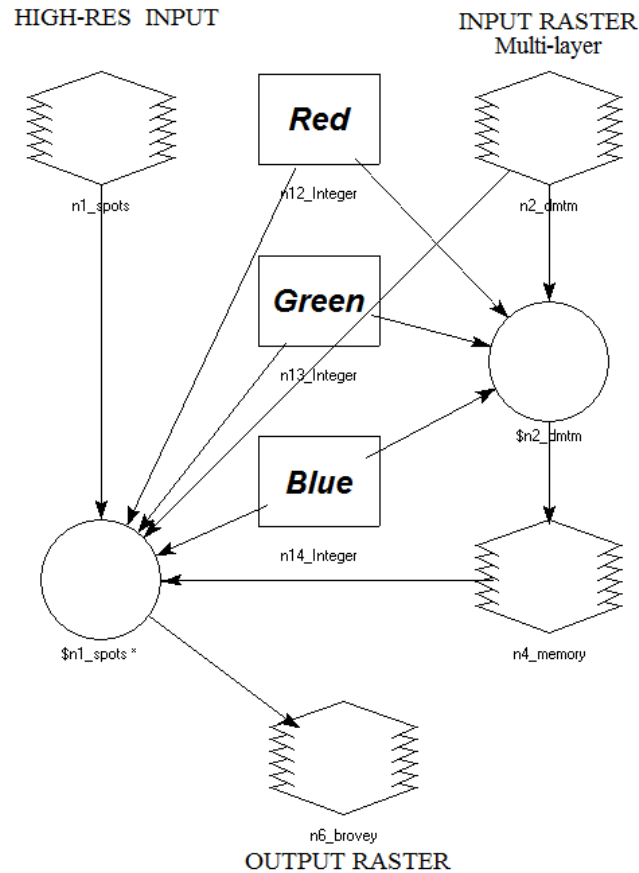 HIGH-RES INPUT
INPUT RASTER
Multi-layer
Red
n1_spots
n12_Integer
n2_dmtm
Green
n13_Integer
$n2_dmtm
Blue
n14_Integer
$n1_spots *
n4_memory
n6_brovey
OUTPUT RASTER